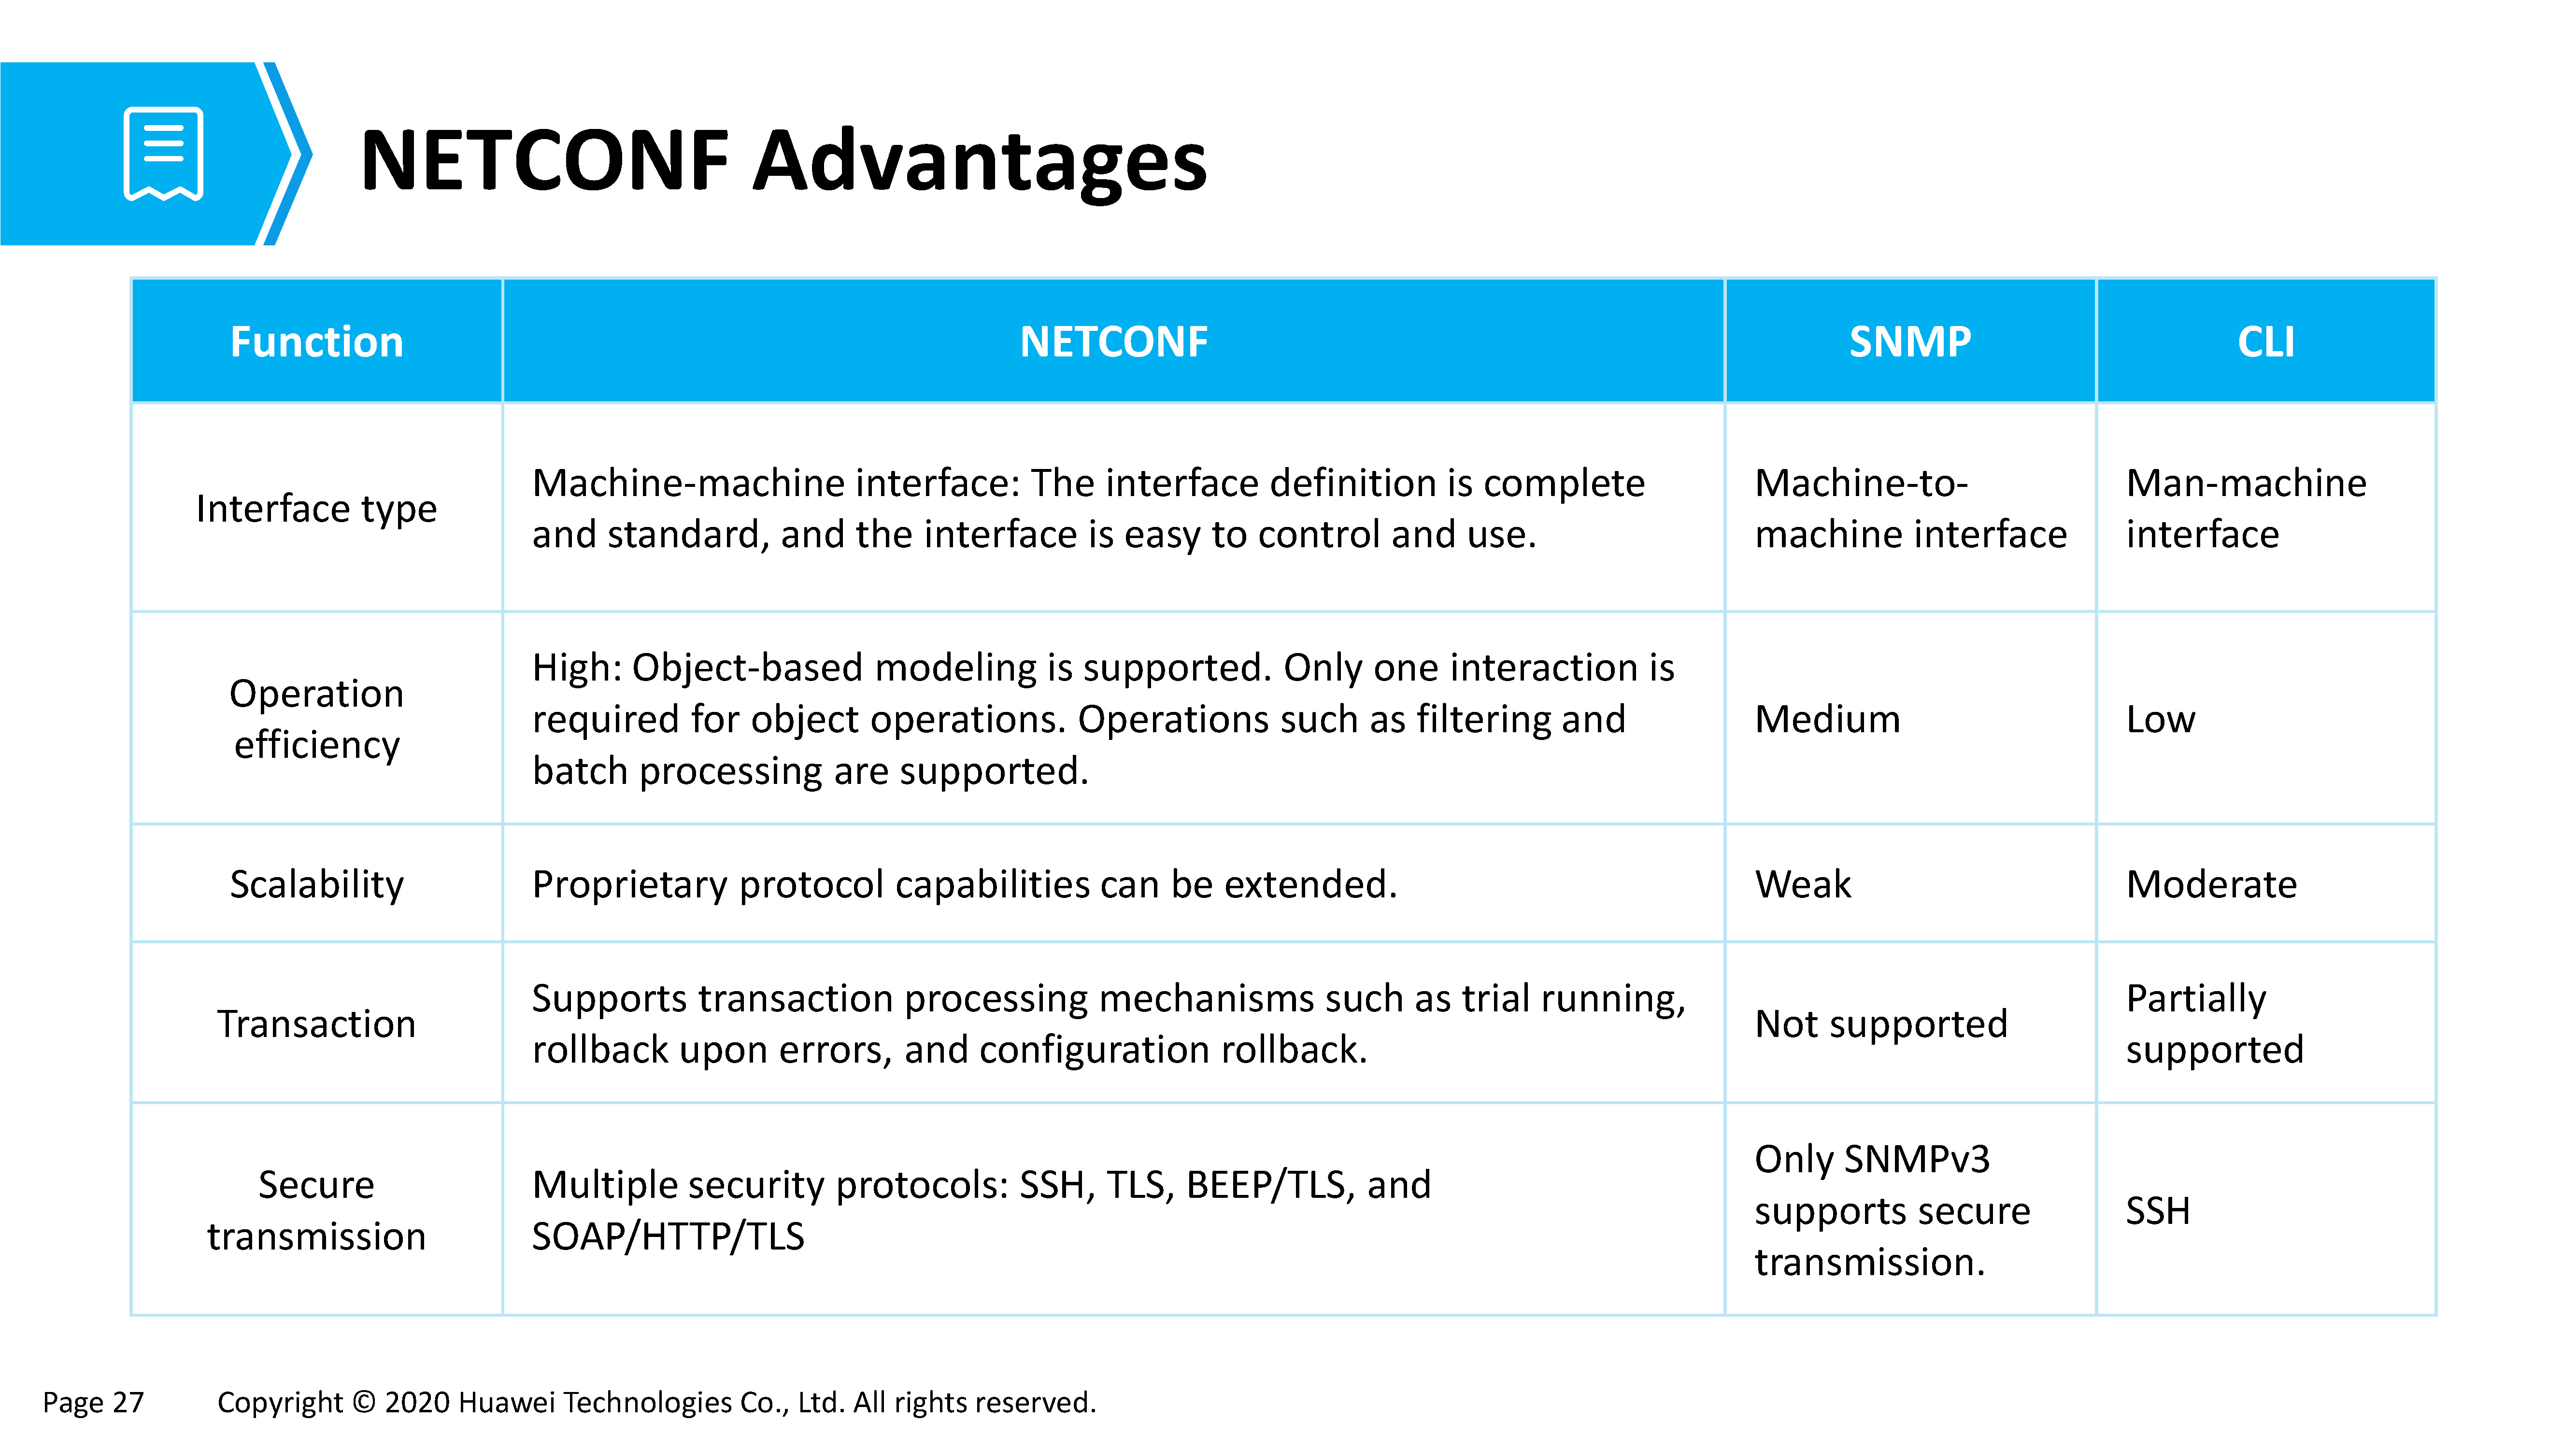 NETCONF Advantages
Function
NETCONF
SNMP
CLI
Interface type
Machine-machine interface: The interface definition is complete
and standard, and the interface is easy to control and use.
Machine-to-
machine interface
Man-machine
interface
Operation
efficiency
High: Object-based modeling is supported. Only one interaction is
required for object operations. Operations such as filtering and
batch processing are supported.
Medium
Low
Scalability
Proprietary protocol capabilities can be extended.
Weak
Moderate
Transaction
Supports transaction processing mechanisms such as trial running,
rollback upon errors, and configuration rollback.
Not supported
Partially
supported
Secure
transmission
Multiple security protocols: SSH, TLS, BEEP/TLS, and
SOAP/HTTP/TLS
Only SNMPv3
supports secure
transmission.
SSH
Page 27
Copyright © 2020 Huawei Technologies Co., Ltd. All rights reserved.